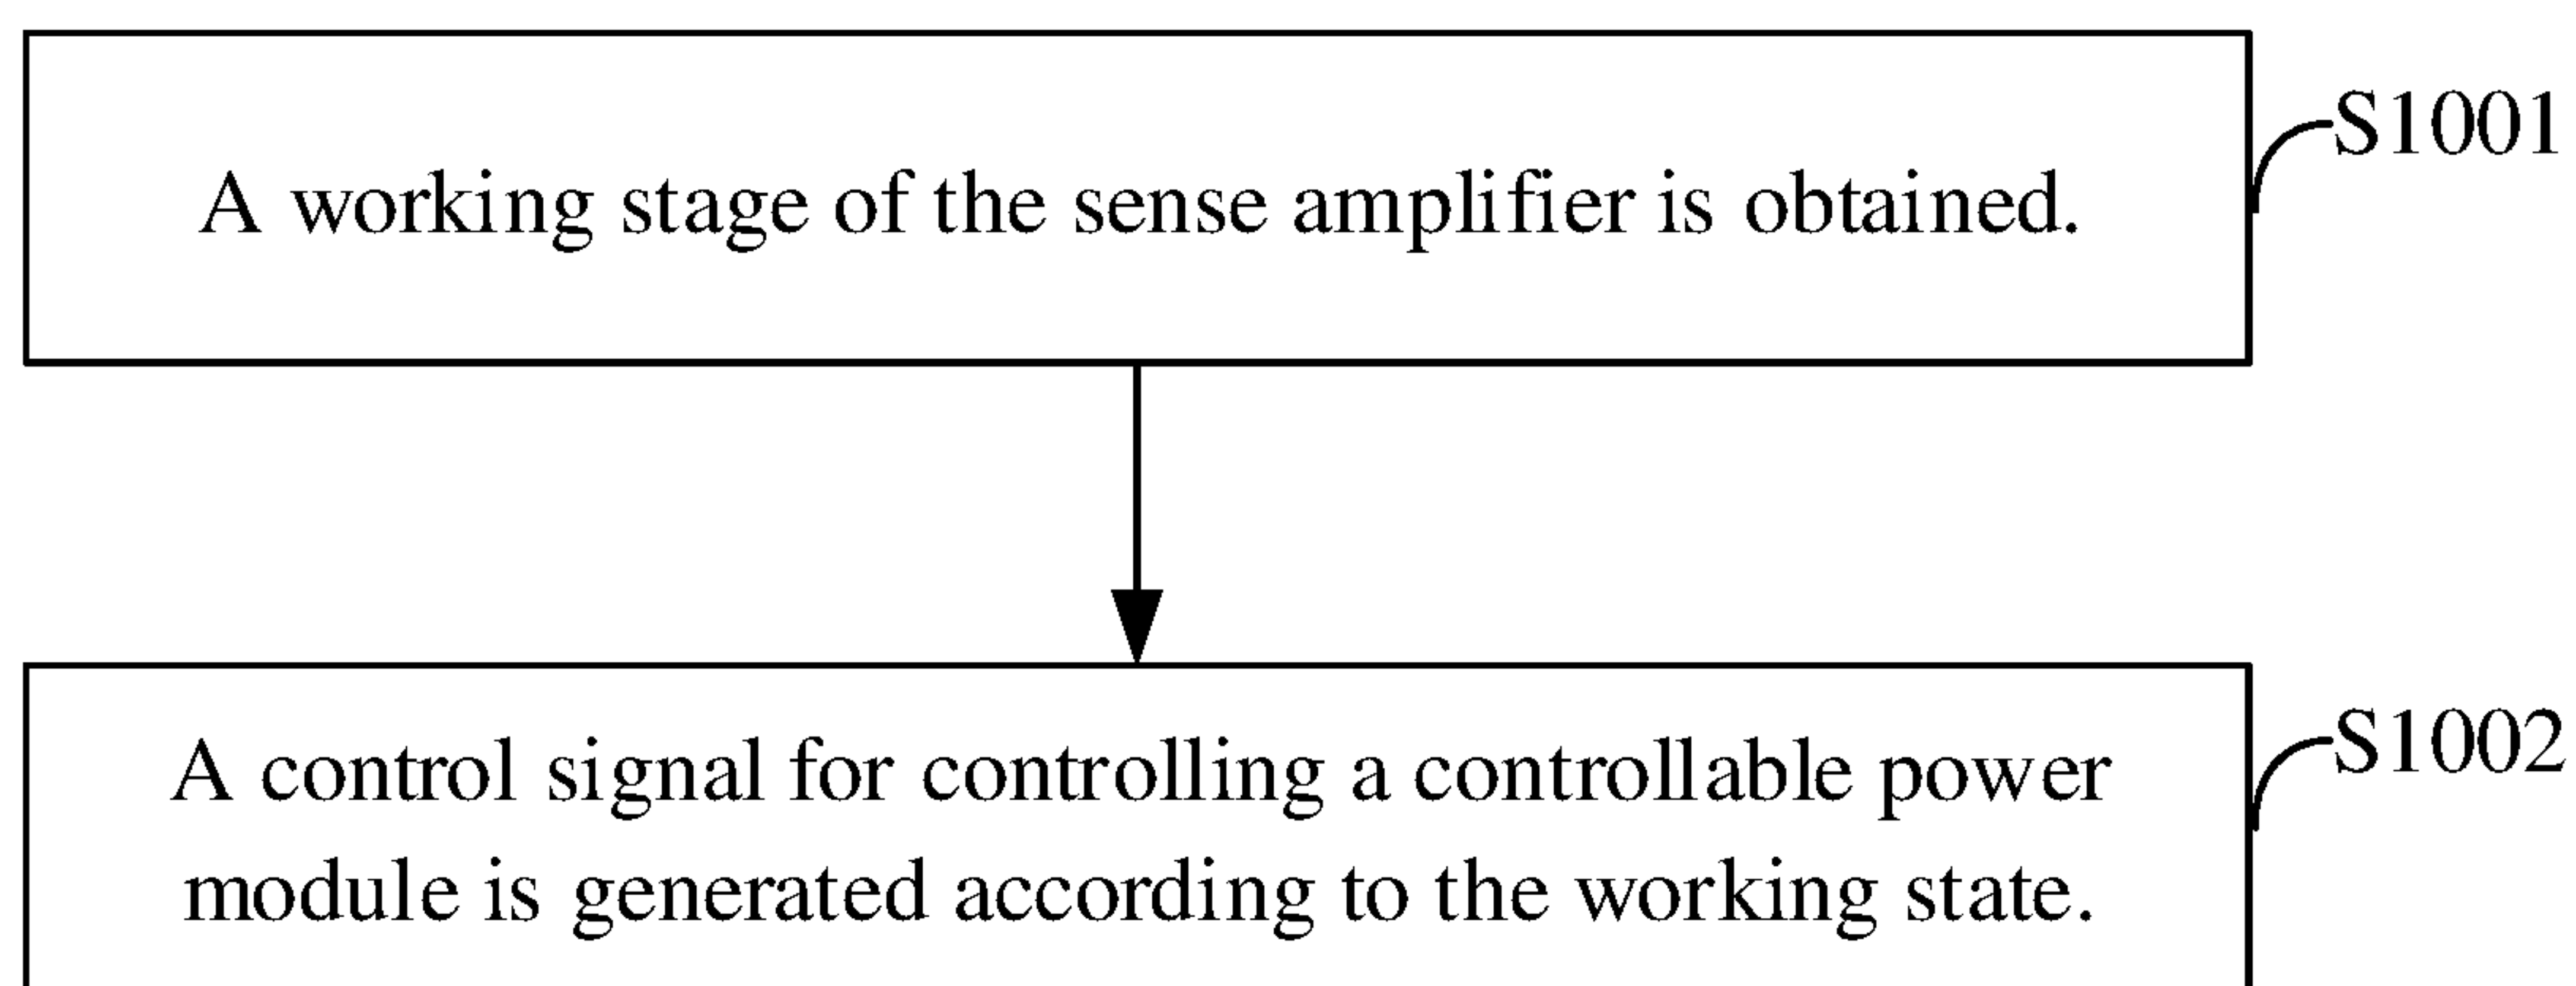 S1001
A working stage of the sense amplifier is obtained.
S1002
A control signal for controlling a controllable power
module is generated according to the working state.